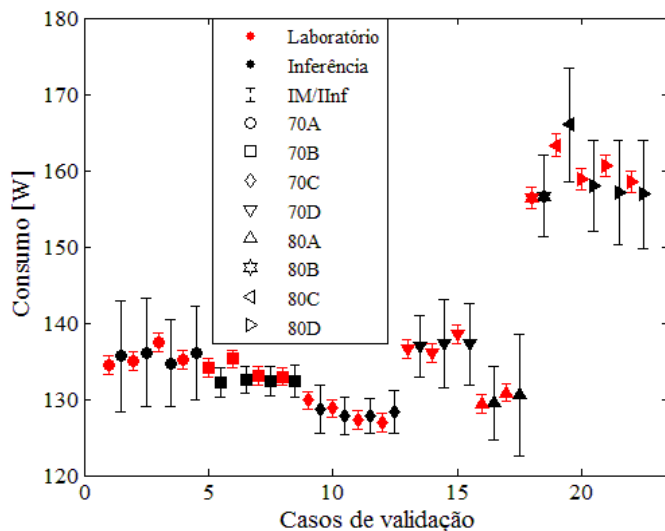 180
170
160
150
140
130
120
Consumo [W]
Laboratório
Inferência
IM/IInf
70A
70B
70C
70D
80A
80B
80C
80D
0
5
10
15
20
Casos de validação